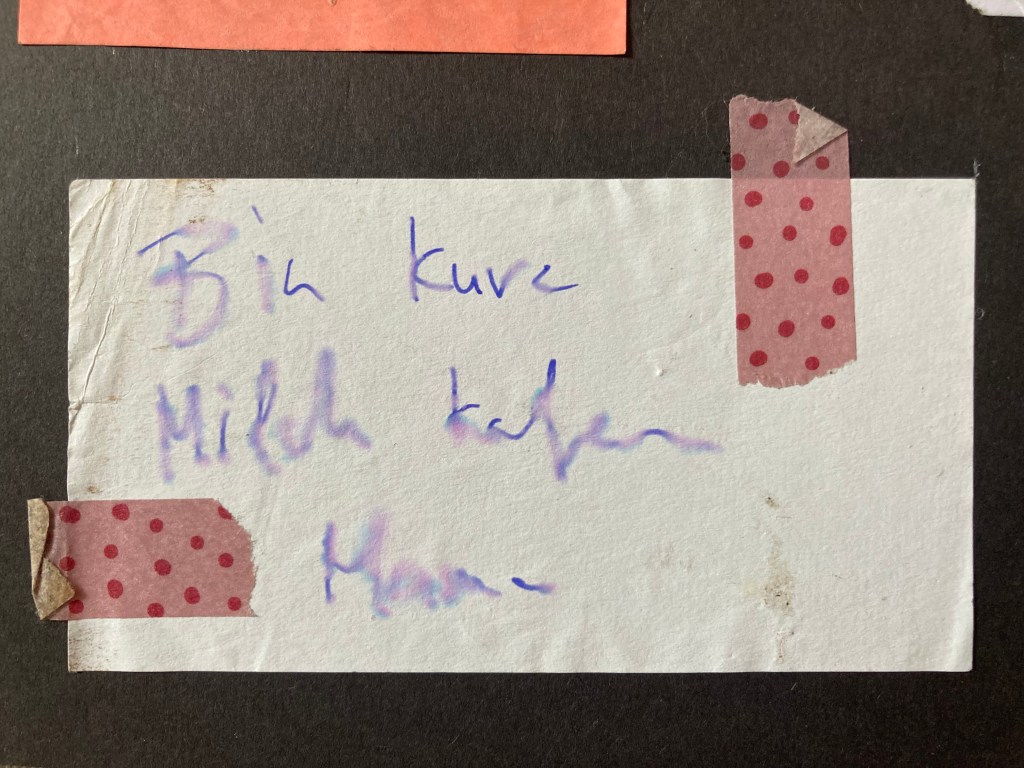 Bin kurz
Milch kaufen
Mama